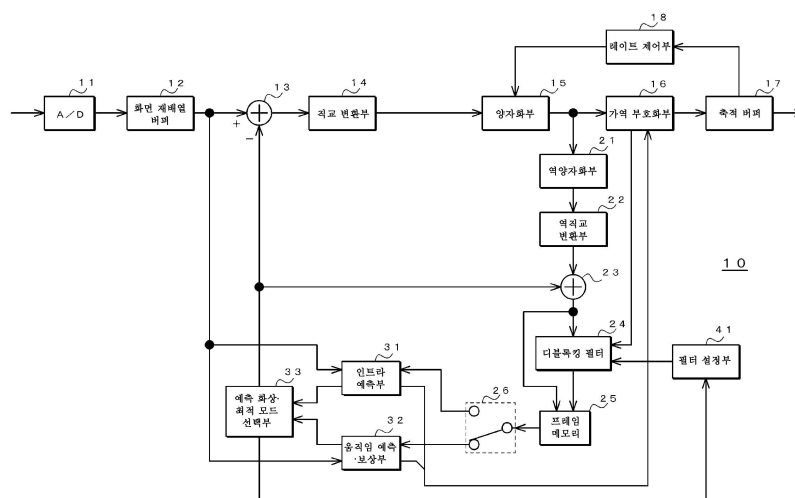 18
레이트 제어부
11
12
13
14
15
16
17
A/D
화면 재배열
버퍼
+
−
직교 변환부
양자화부
가역 부호화부
축적 버퍼
21
역양자화부
22
역직교
변환부
23
10
24
디블록킹 필터
41
필터 설정부
31
인트라
예측부
33
예측 화상·
최적 모드
선택부
26
25
프레임
메모리
32
움직임 예측
·보상부